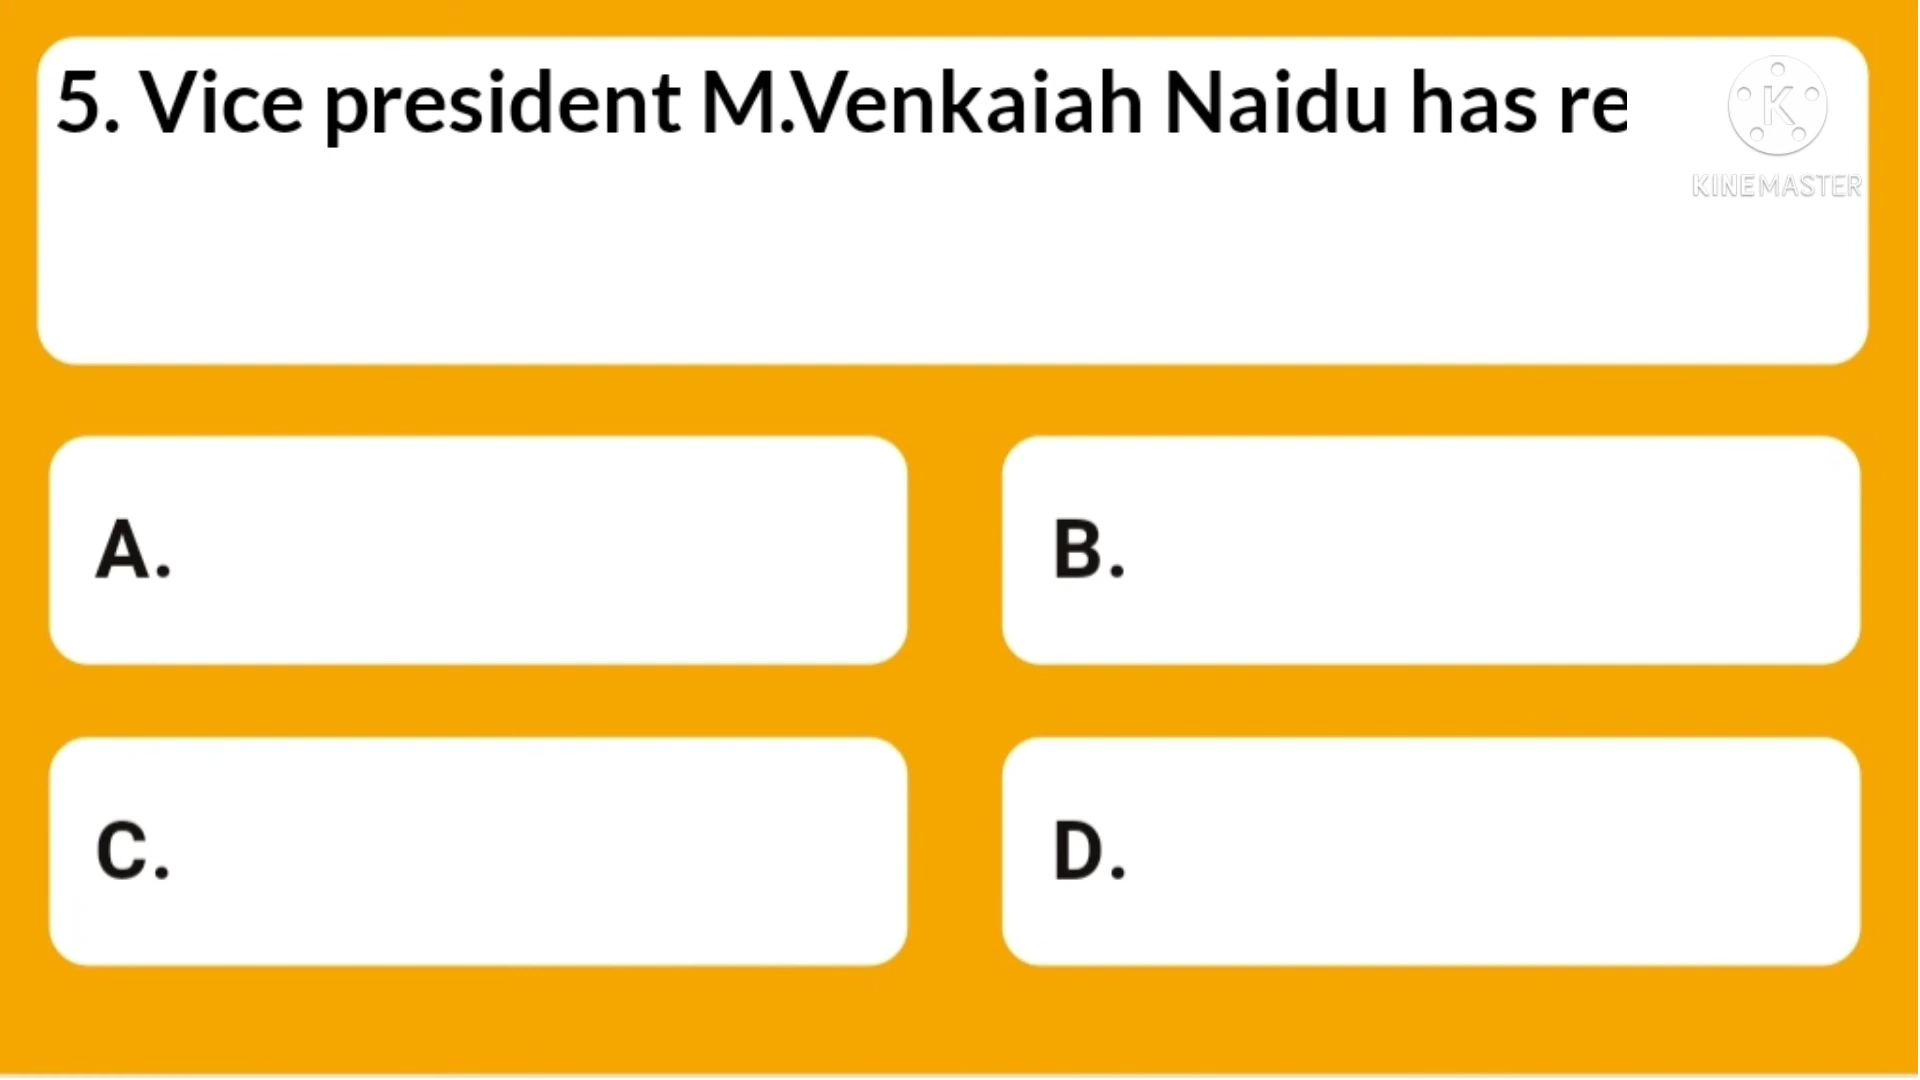 5. Vice president M.Venkaiah Naidu has re
K
KINEMASTER
A.
B.
C.
D.